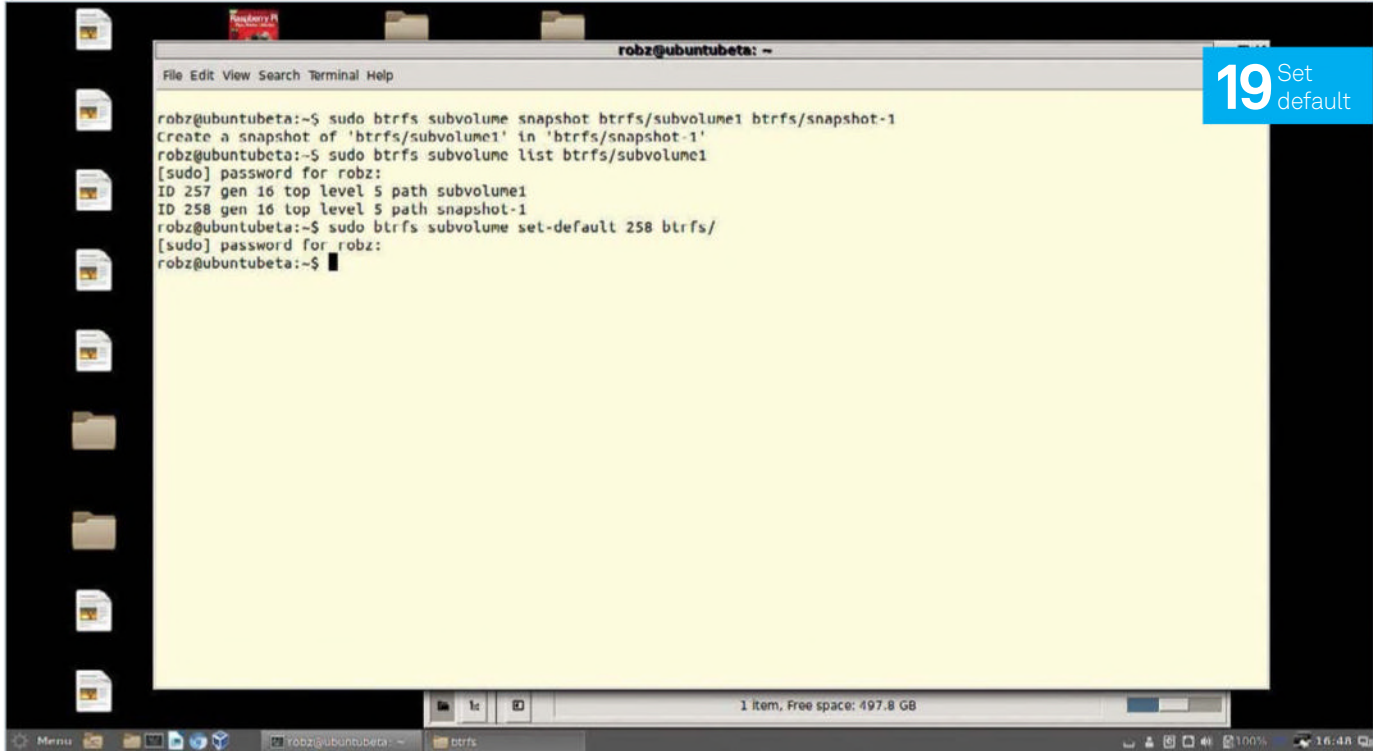 Raspberry Pi
robz@ubuntubeta: ~
File Edit View Search Terminal Help
19 Set
default
robz@ubuntubeta:~$ sudo btrfs subvolume snapshot btrfs/subvolume1 btrfs/snapshot-1
Create a snapshot of 'btrfs/subvolume1' in 'btrfs/snapshot-1'
robz@ubuntubeta:~$ sudo btrfs subvolume list btrfs/subvolume1
[sudo] password for robz:
ID 257 gen 16 top level 5 path subvolume1
ID 258 gen 16 top level 5 path snapshot-1
robz@ubuntubeta:~$ sudo btrfs subvolume set-default 258 btrfs/
[sudo] password for robz:
robz@ubuntubeta:~$
1 item, Free space: 497.8 GB
Menu
robz@ubuntubeta: ~
btrfs
100%
16:48